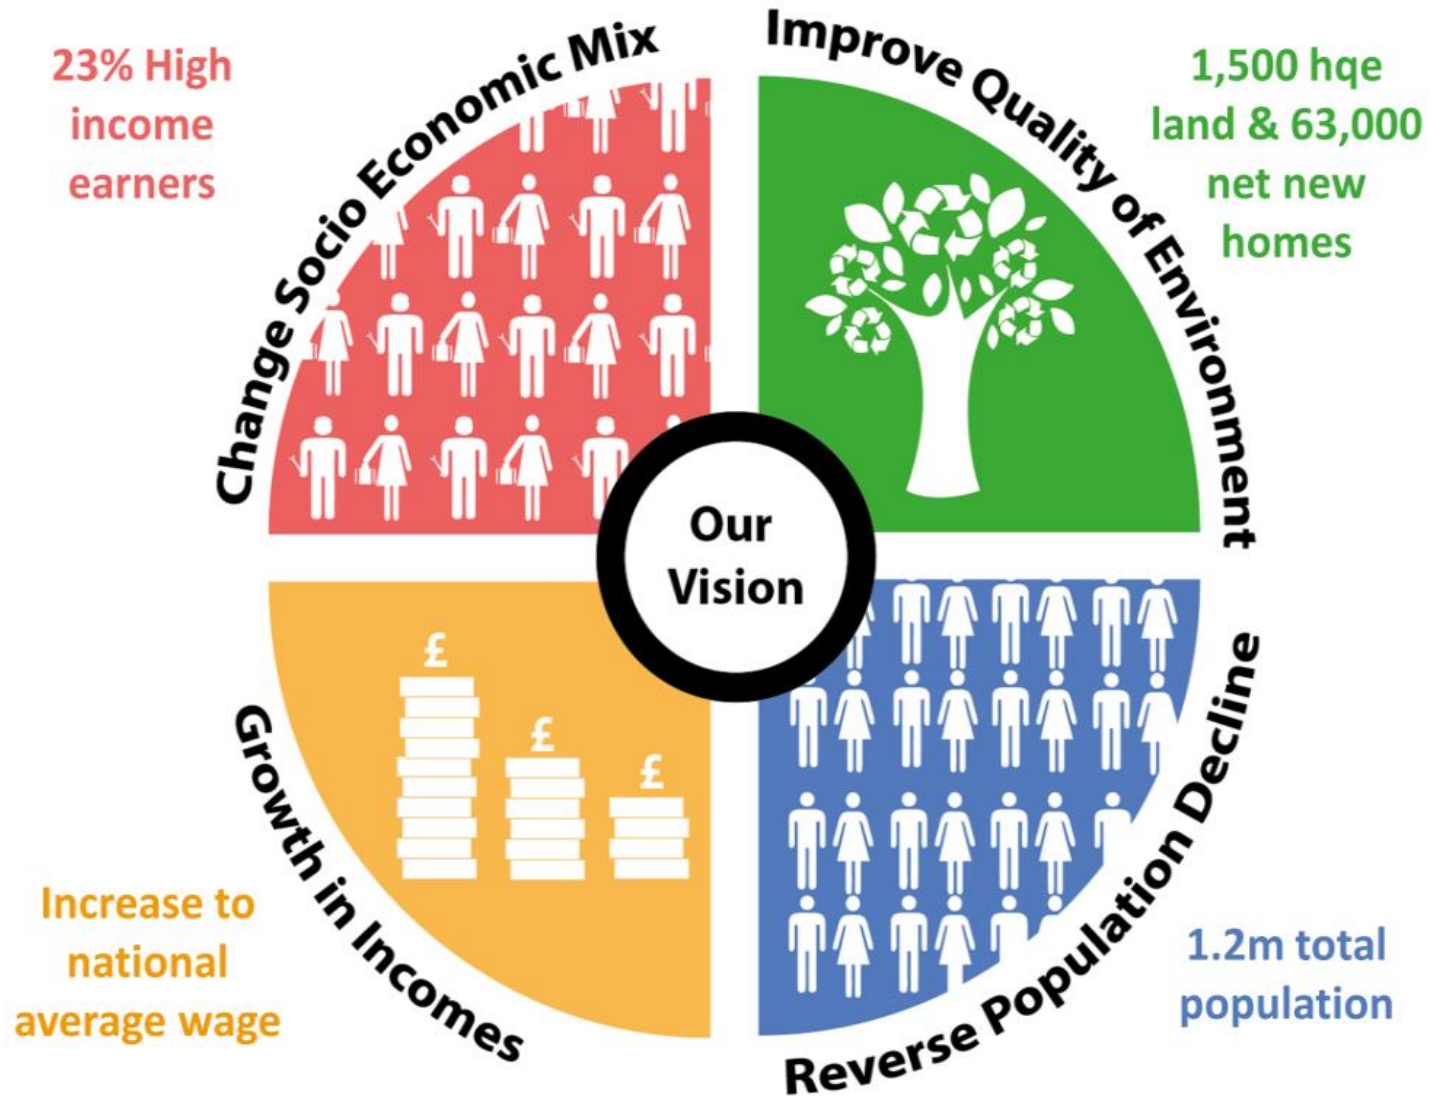 23% High
income
earners
Change Socio Economic Mix
Improve Quality of Environment
1,500 hqe
land & 63,000
net new
homes
Our
Vision
£
£
£
Growth in Incomes
Increase to
national
average wage
Reverse Population Decline
1.2m total
population